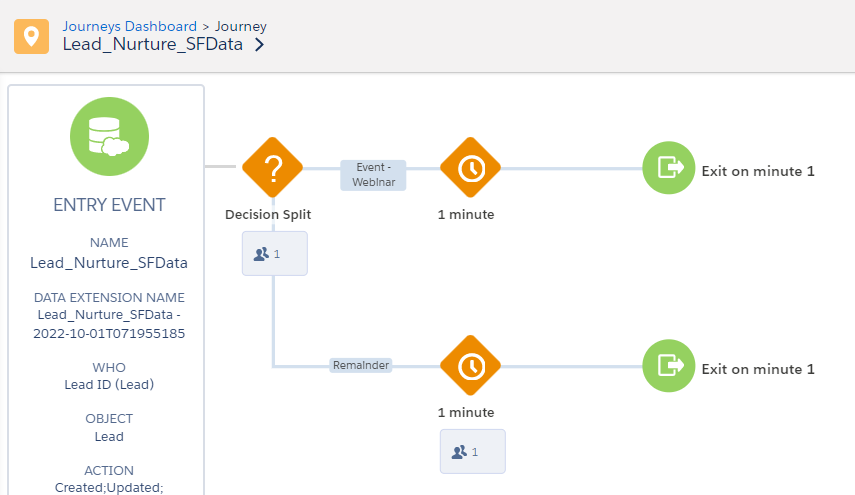 Journeys Dashboard > Journey
Lead_Nurture_SFData >
ENTRY EVENT
NAME
Lead_Nurture_SFData
DATA EXTENSION NAME
Lead_Nurture_SFData -
2022-10-01T071955185
WHO
Lead ID (Lead)
OBJECT
Lead
ACTION
Created;Updated;
?
Decision Split
1
Event -
Webinar
1 minute
Exit on minute 1
Remainder
1 minute
1
Exit on minute 1